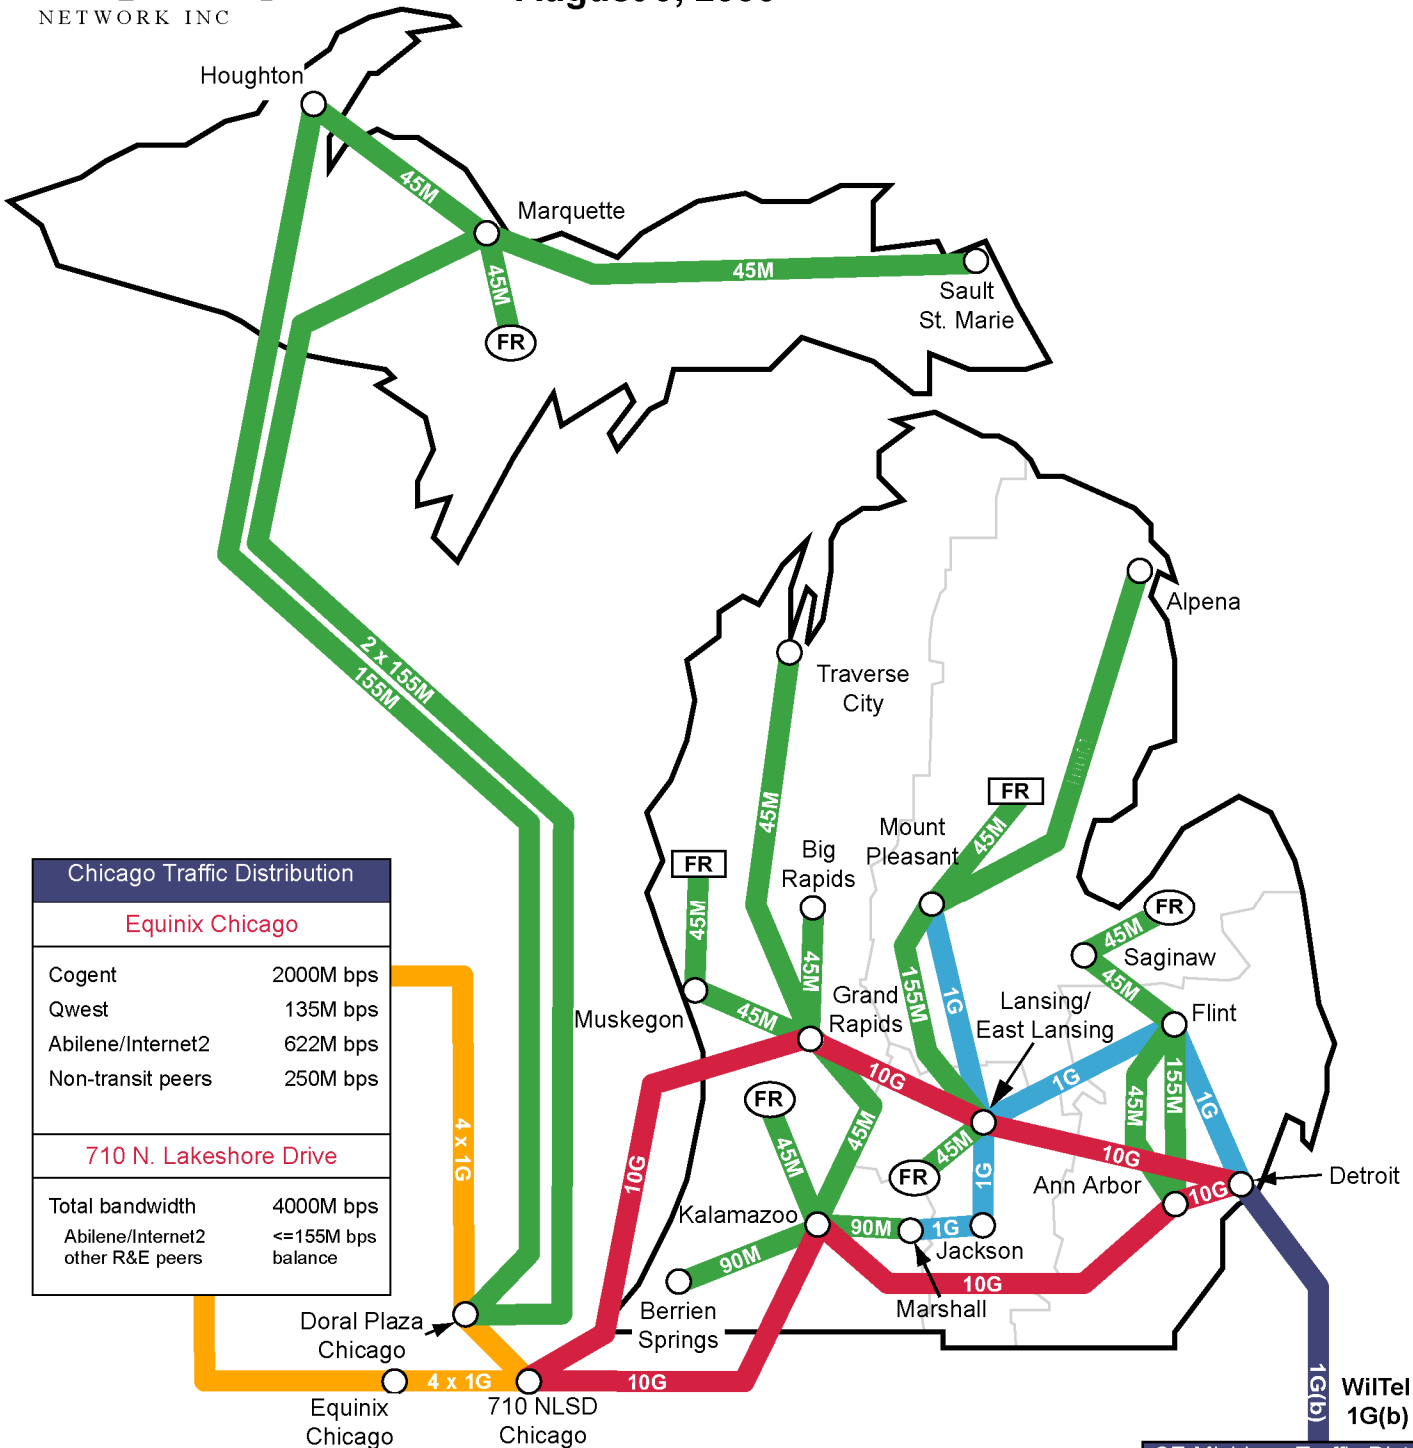 NETWORK INC
Houghton
45M
Marquette
45M
45M
Sault
St. Marie
FR
Alpena
2 x 155M
155M
Traverse
City
45M
FR
45M
Mount
Pleasant
Big
Rapids
FR
45M
45M
FR
45M
Saginaw
45M
155M
1G
Grand
Rapids
Lansing/
East Lansing
Flint
Muskegon
45M
10G
1G
45M
155M
1G
FR
45M
45M
10G
45M
FR
1G
10G
Ann Arbor
10G
Detroit
Kalamazoo
90M
1G
Jackson
90M
10G
Marshall
Berrien
Springs
Chicago Traffic Distribution
Equinix Chicago
Cogent 2000M bps
Qwest 135M bps
Abilene/Internet2 622M bps
Non-transit peers 250M bps
710 N. Lakeshore Drive
Total bandwidth 4000M bps
Abilene/Internet2 <=155M bps
other R&E peers balance
4 x 1G
Doral Plaza
Chicago
4 x 1G
10G
Equinix
Chicago
710 NLSD
Chicago
1G(b)
WilTel
1G(b)